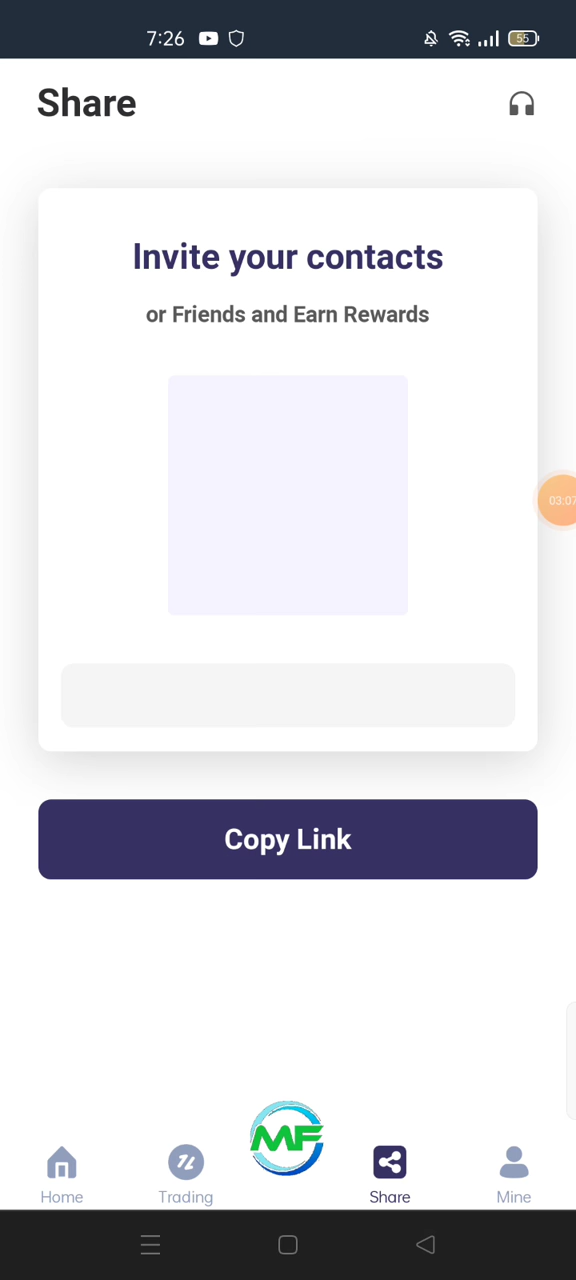 7:26
55
Share
Invite your contacts
or Friends and Earn Rewards
03:07
Copy Link
MF
Home
Trading
Share
Mine